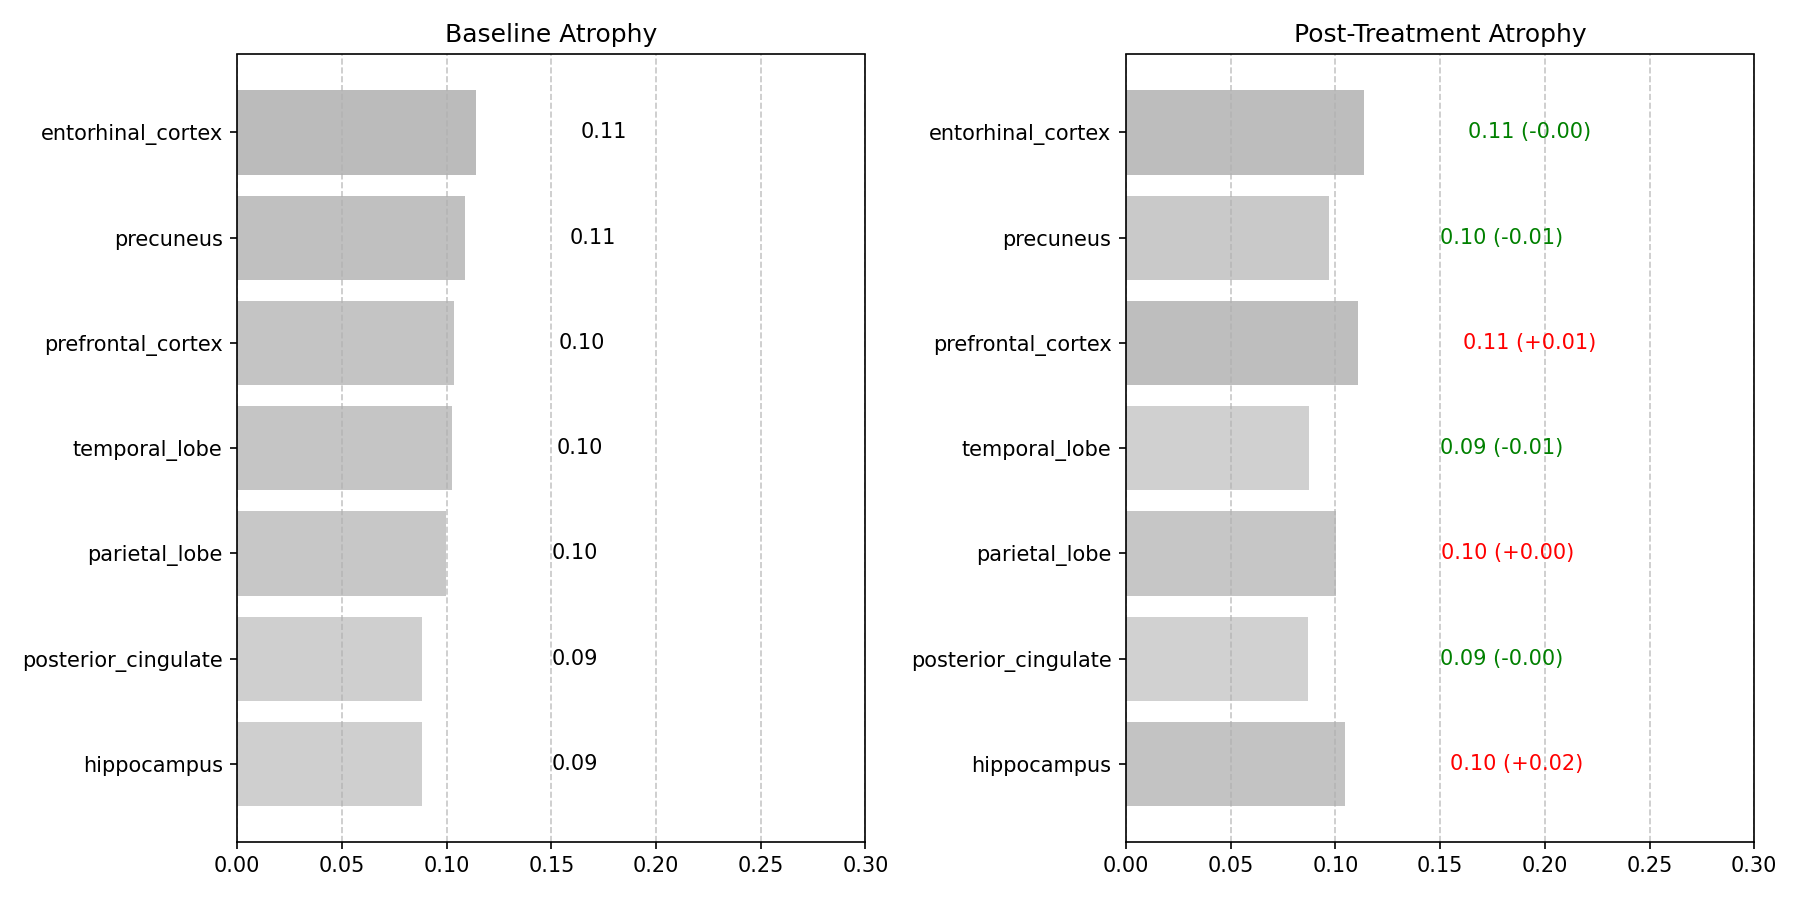 Baseline Atrophy
entorhinal_cortex 0.11
precuneus 0.11
prefrontal_cortex 0.10
temporal_lobe 0.10
parietal_lobe 0.10
posterior_cingulate 0.09
hippocampus 0.09
0.00 0.05 0.10 0.15 0.20 0.25 0.30
Post-Treatment Atrophy
entorhinal_cortex 0.11 (-0.00)
precuneus 0.10 (-0.01)
prefrontal_cortex 0.11 (+0.01)
temporal_lobe 0.09 (-0.01)
parietal_lobe 0.10 (+0.00)
posterior_cingulate 0.09 (-0.00)
hippocampus 0.10 (+0.02)
0.00 0.05 0.10 0.15 0.20 0.25 0.30